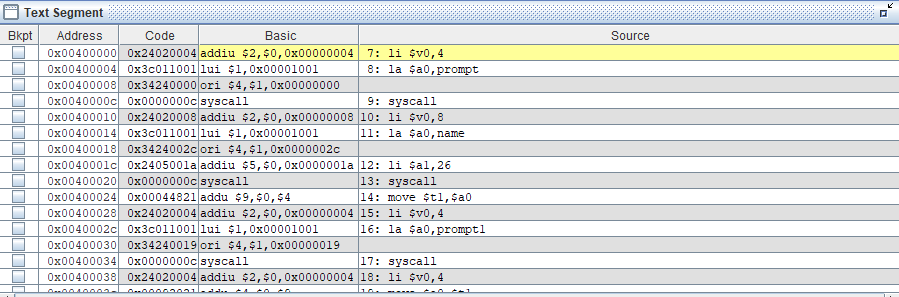 Text Segment
Bkpt Address Code Basic Source
0x00400000 0x24020004 addiu $2,$0,0x00000004 7: li $v0,4
0x00400004 0x3c011001 lui $1,0x00001001 8: la $a0,prompt
0x00400008 0x34240000 ori $4,$1,0x00000000
0x0040000c 0x0000000c syscall 9: syscall
0x00400010 0x24020008 addiu $2,$0,0x00000008 10: li $v0,8
0x00400014 0x3c011001 lui $1,0x00001001 11: la $a0,name
0x00400018 0x3424002c ori $4,$1,0x0000002c
0x0040001c 0x2405001a addiu $5,$0,0x0000001a 12: li $a1,26
0x00400020 0x0000000c syscall 13: syscall
0x00400024 0x00044821 addu $9,$0,$4 14: move $t1,$a0
0x00400028 0x24020004 addiu $2,$0,0x00000004 15: li $v0,4
0x0040002c 0x3c011001 lui $1,0x00001001 16: la $a0,prompt1
0x00400030 0x34240019 ori $4,$1,0x00000019
0x00400034 0x0000000c syscall 17: syscall
0x00400038 0x24020004 addiu $2,$0,0x00000004 18: li $v0,4